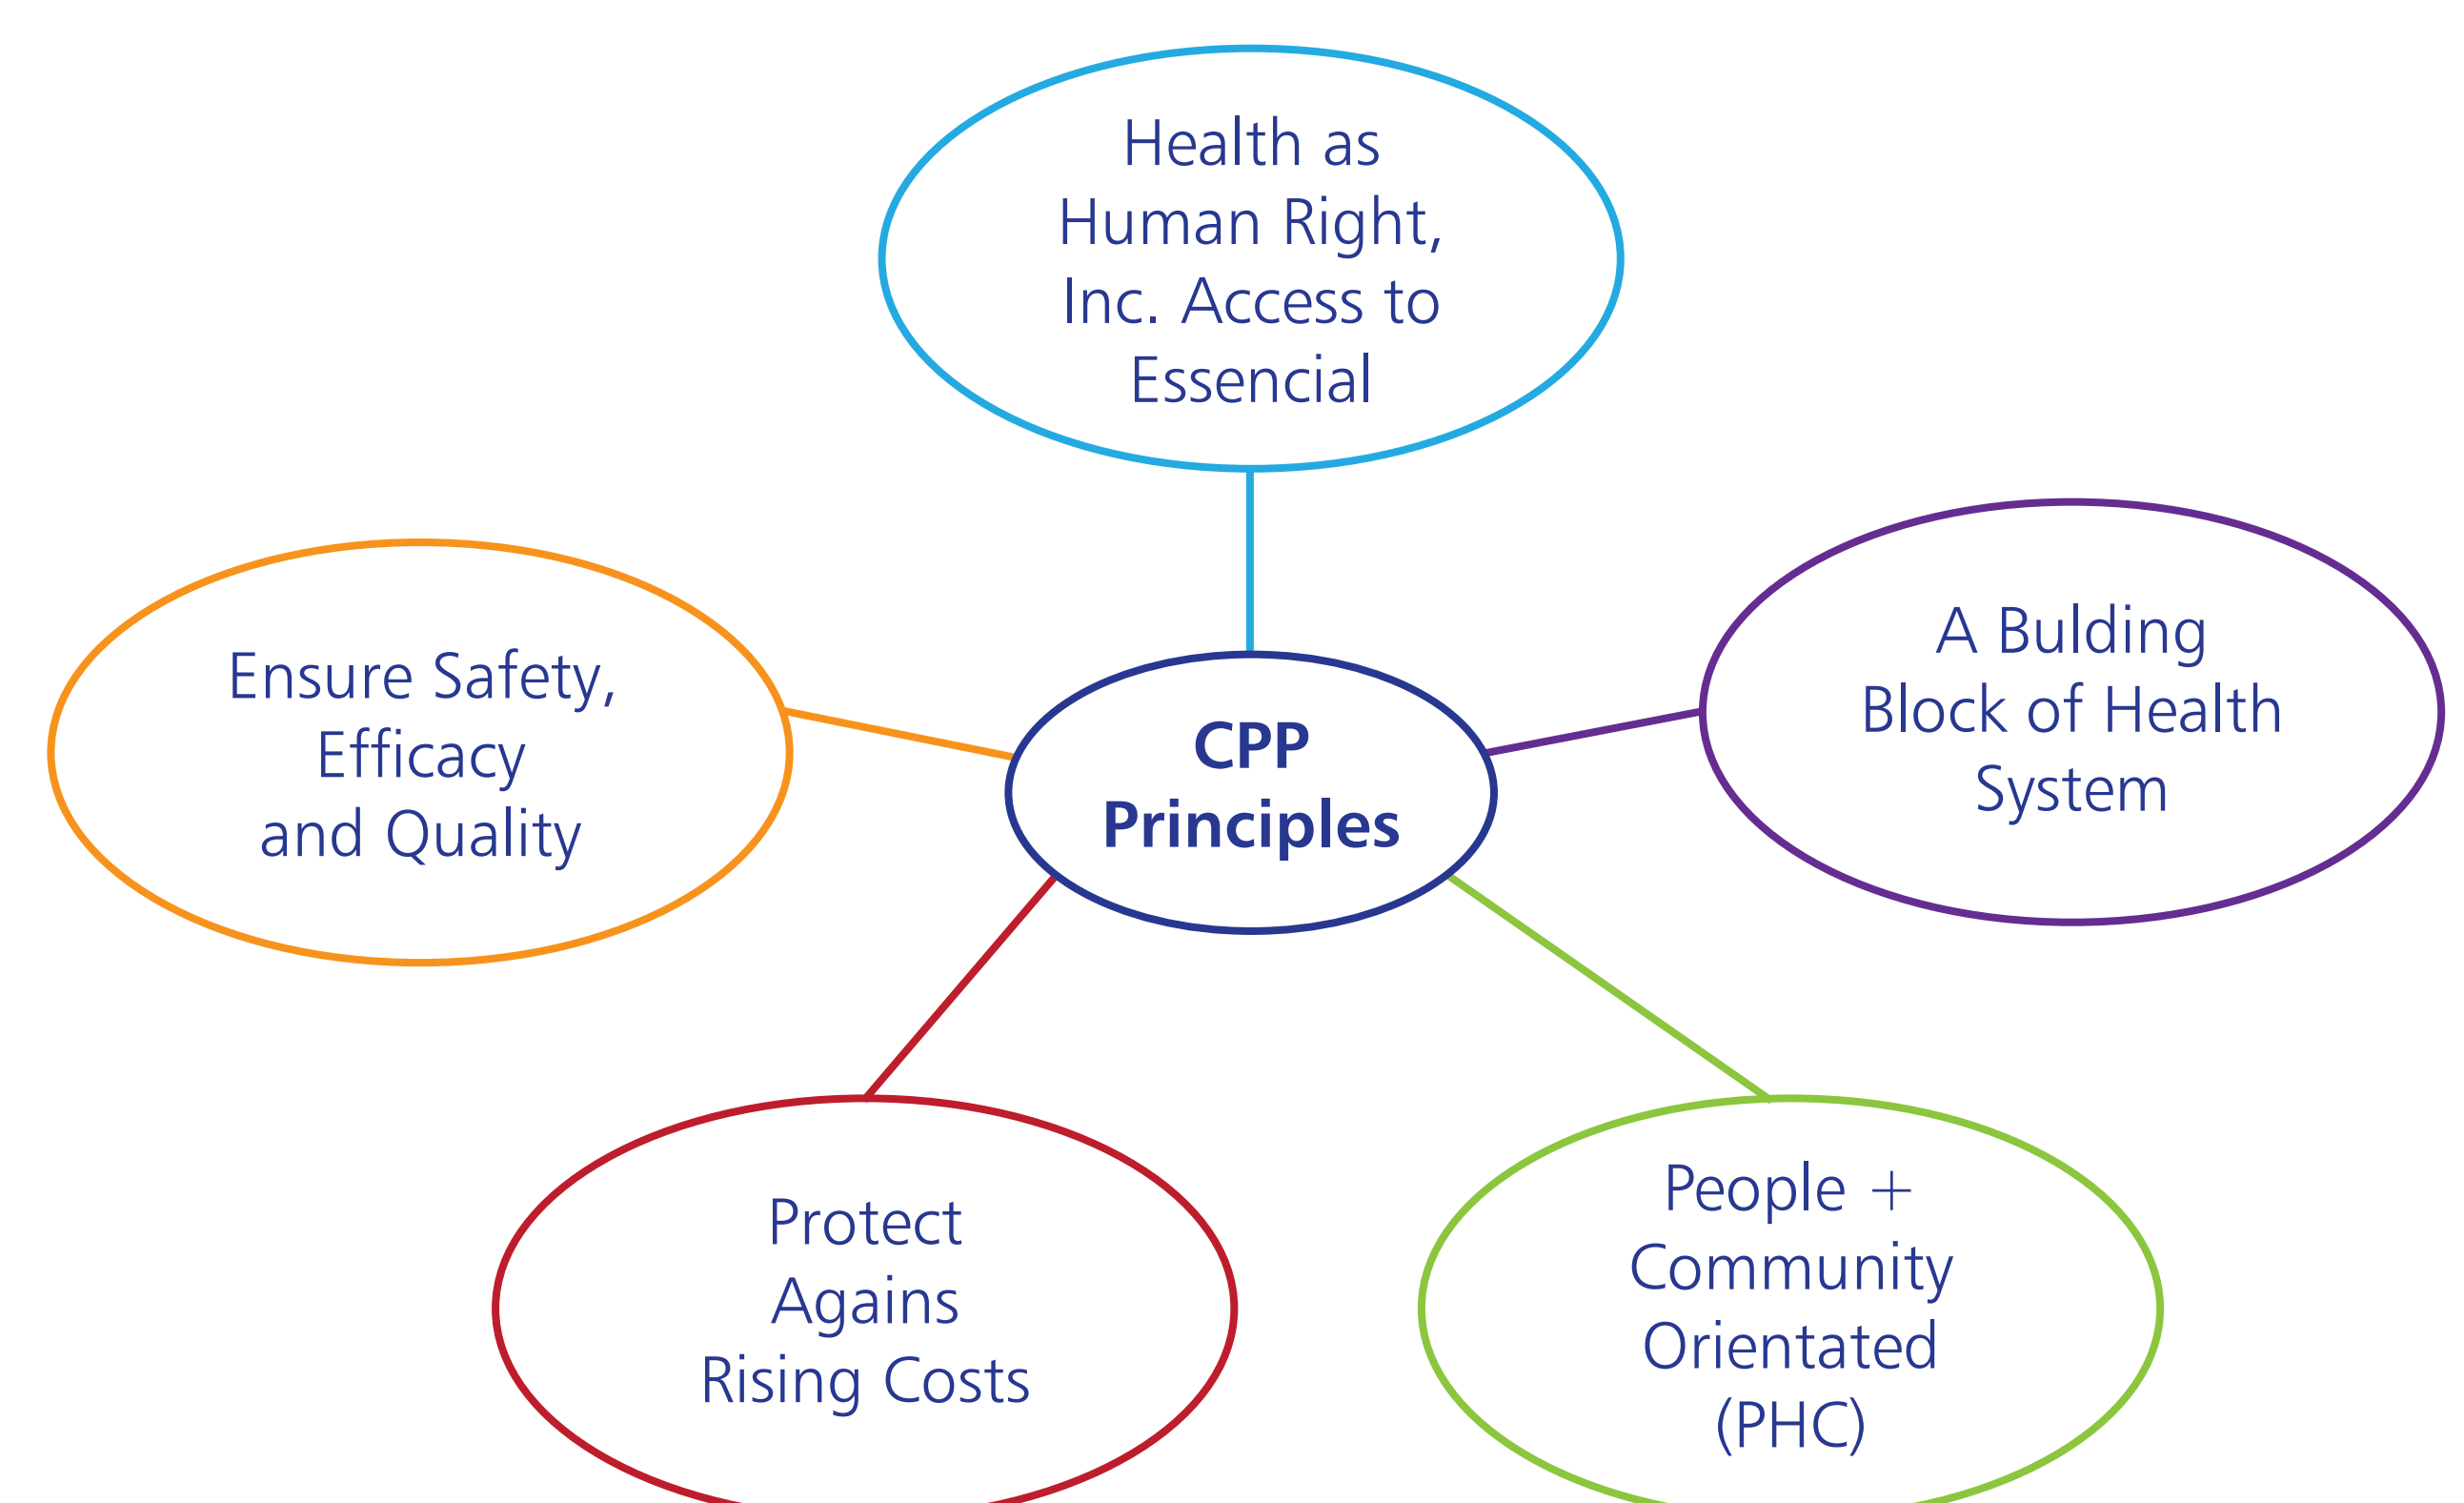 Health as
Human Right,
Inc. Access to
Essencial
A Bulding
Block of Health
System
Ensure Safety,
Efficacy
and Quality
CPP
Principles
Protect
Agains
Rising Costs
People +
Community
Orientated
(PHC)